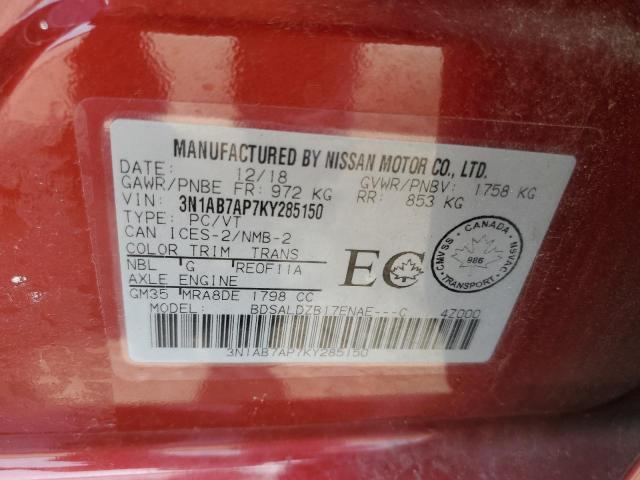 MANUFACTURED BY NISSAN MOTOR CO., LTD.
DATE: 12/18
GAWR/PNBE FR: 972 KG GVWR/PNBV: 1758 KG
VIN: 3N1AB7AP7KY285150 RR: 853 KG
TYPE: PC/VT
CAN ICES-2/NMB-2
COLOR TRIM TRANS
NBL G RE0F11A
AXLE ENGINE
GM35 MRA8DE 1798 CC
MODEL: BDSALDZB17ENAE---C 4Z000
3N1AB7AP7KY285150
EC
CMVSS CANADA NSVAC
986